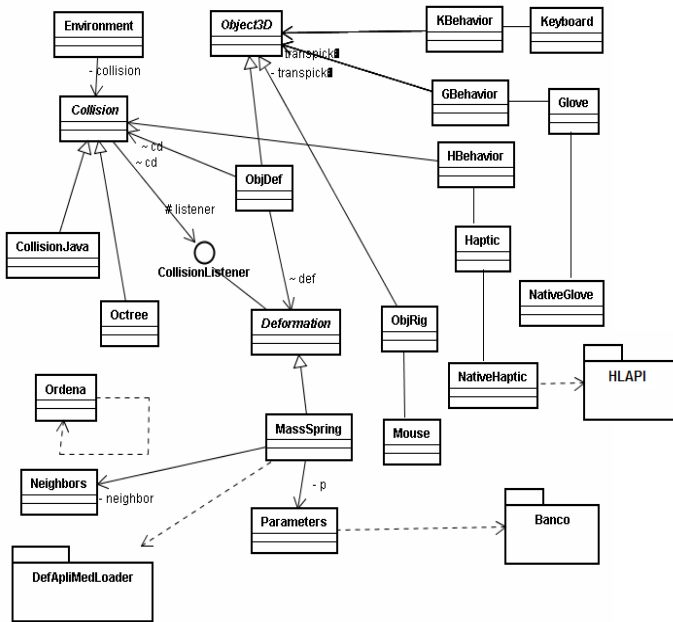 Environment
Object3D
KBehavior
Keyboard
- transpick
- transpick
- collision
Collision
GBehavior
Glove
~ cd
~ cd
HBehavior
ObjDef
# listener
CollisionJava
Haptic
CollisionListener
~ def
NativeGlove
Octree
Deformation
ObjRig
NativeHaptic
HLAPI
Ordena
MassSpring
Mouse
Neighbors
- neighbor
- p
Parameters
Banco
DefApliMedLoader